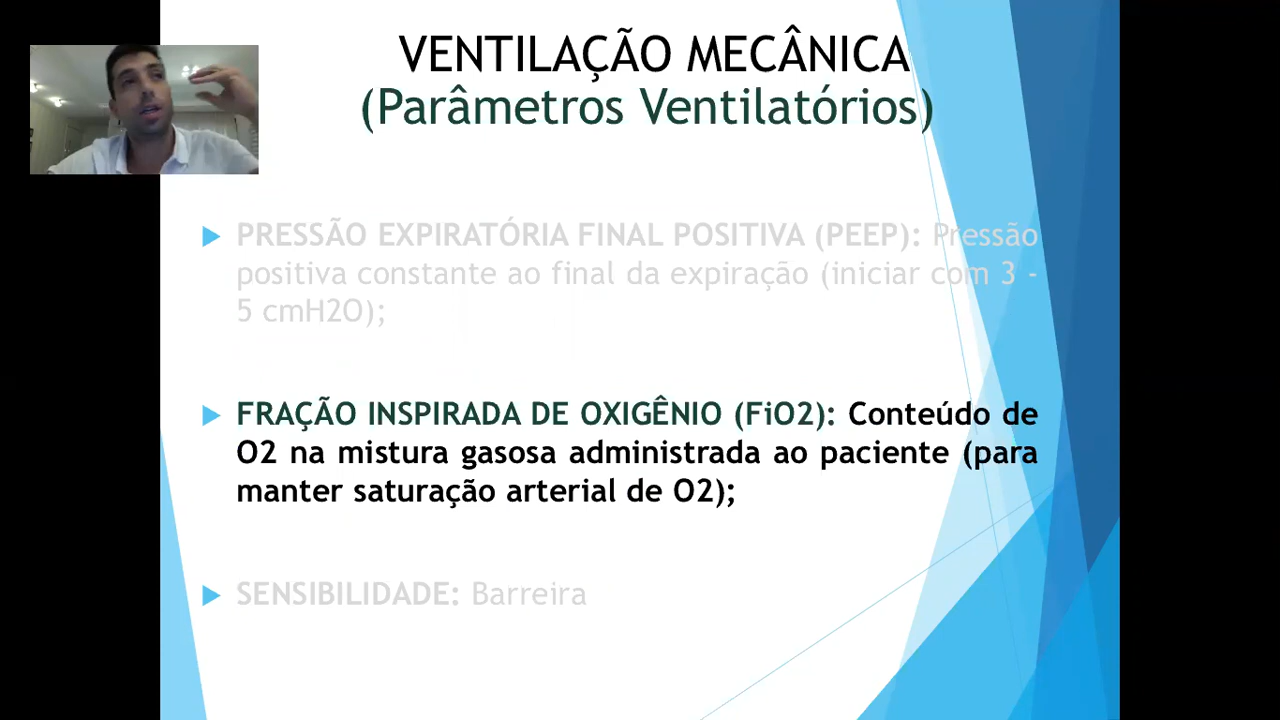 VENTILAÇÃO MECÂNICA
(Parâmetros Ventilatórios)
PRESSÃO EXPIRATÓRIA FINAL POSITIVA (PEEP): Pressão
positiva constante ao final da expiração (iniciar com 3 -
5 cmH2O);
FRAÇÃO INSPIRADA DE OXIGÊNIO (FiO2): Conteúdo de
O2 na mistura gasosa administrada ao paciente (para
manter saturação arterial de O2);
SENSIBILIDADE: Barreira